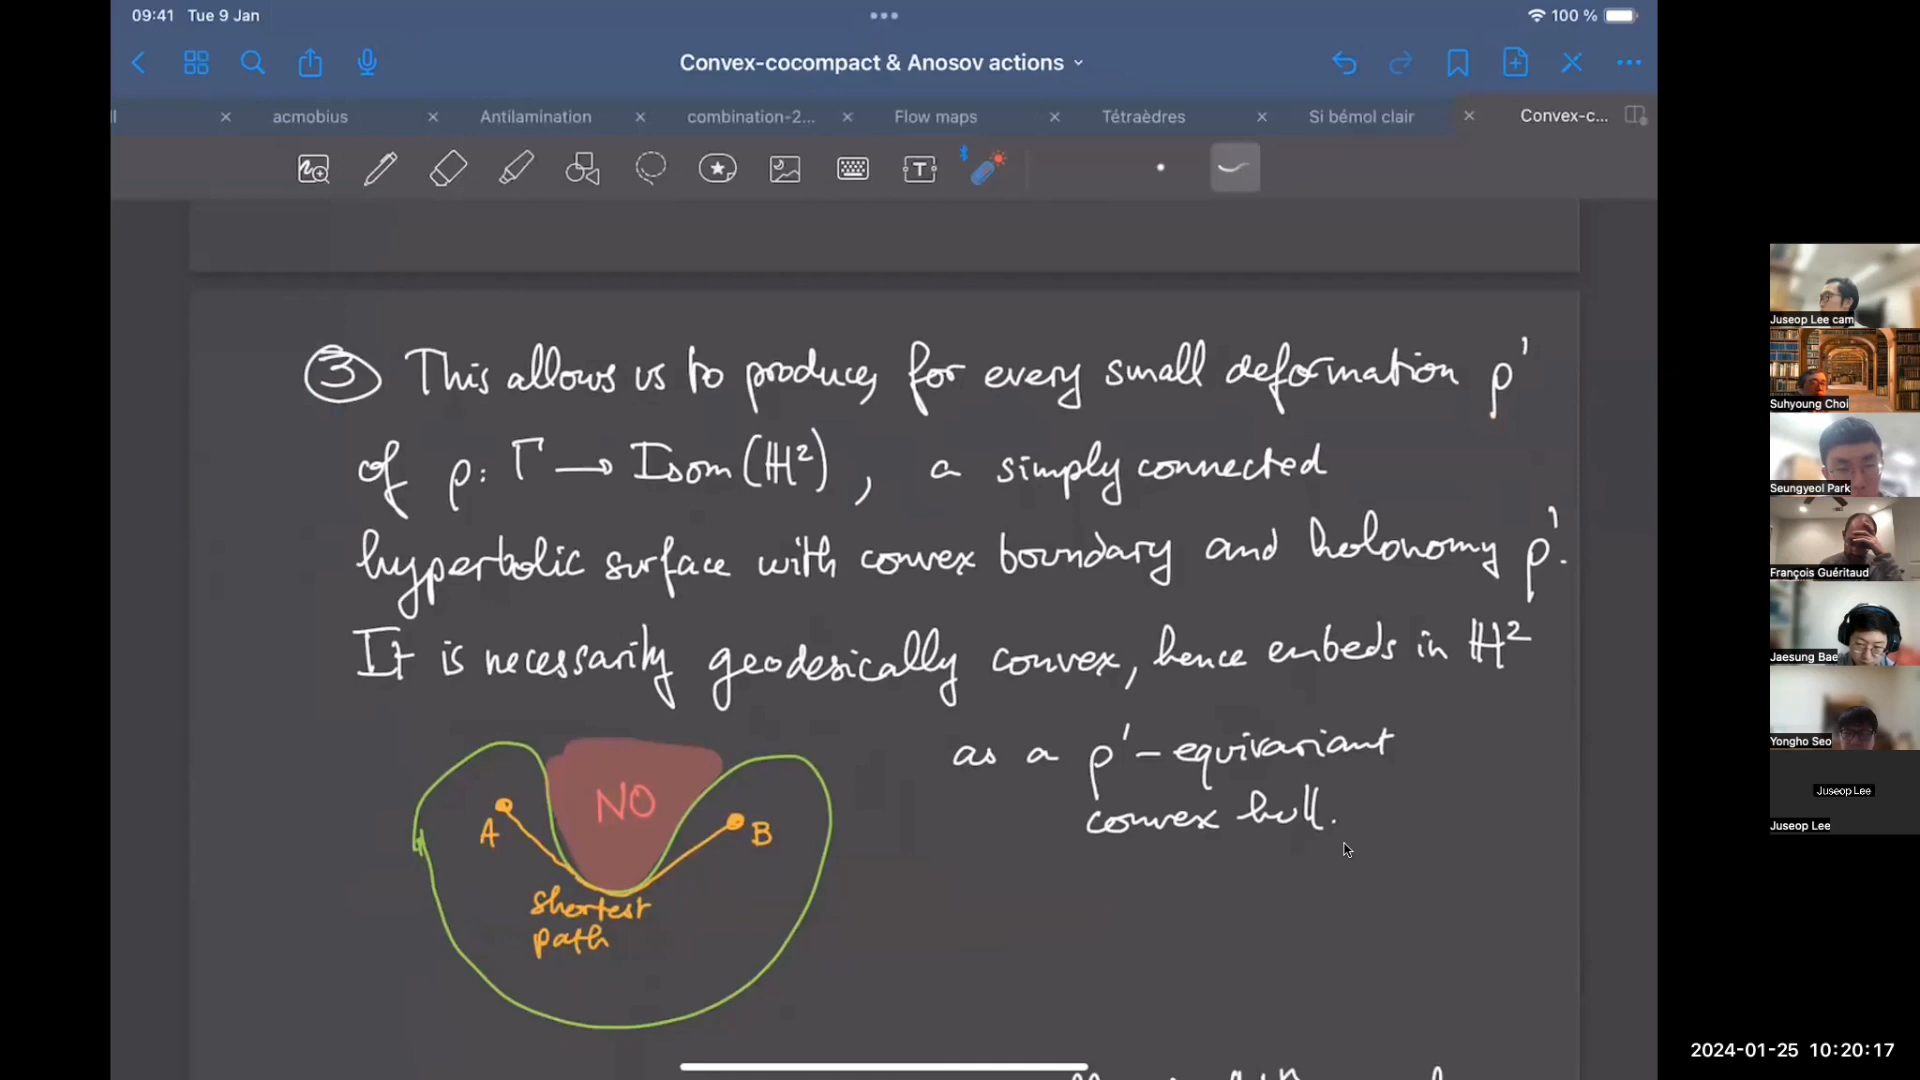 09:41 Tue 9 Jan
100 %
Convex-cocompact & Anosov actions
acmobius
Antilamination
combination-2...
Flow maps
Tétraèdres
Si bémol clair
Convex-c...
③ This allows us to produce, for every small deformation ρ'
of ρ: Γ → Isom(ℍ²), a simply connected
hyperbolic surface with convex boundary and holonomy ρ'.
It is necessarily geodesically convex, hence embeds in ℍ²
as a ρ'-equivariant
convex hull.
NO
A
B
shortest
path
Juseop Lee cam
Suhyoung Choi
Seungyeol Park
François Guéritaud
Jaesung Bae
Yongho Seo
Juseop Lee
Juseop Lee
2024-01-25 10:20:17